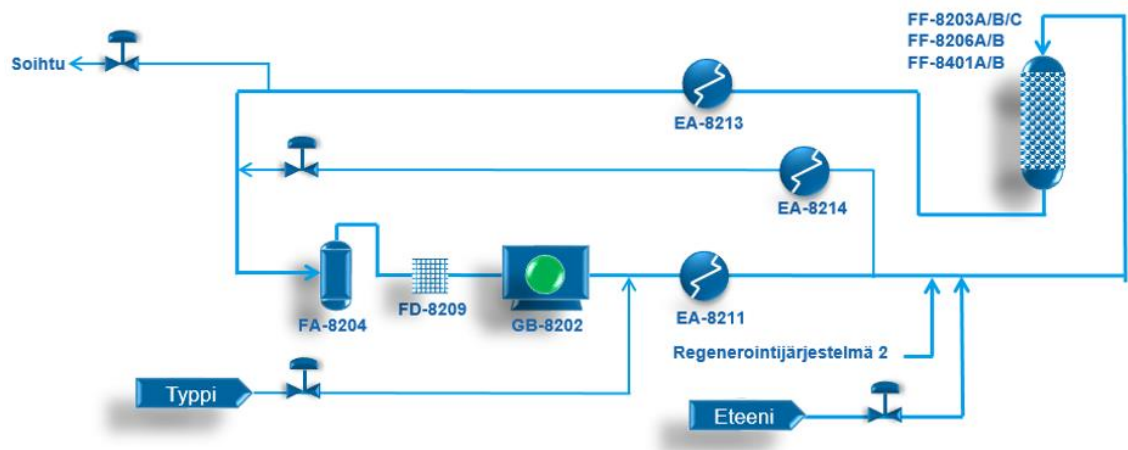 FF-8203A/B/C
FF-8206A/B
FF-8401A/B
Soihtu
EA-8213
EA-8214
FA-8204
FD-8209
GB-8202
EA-8211
Regenerointijärjestelmä 2
Typpi
Eteeni